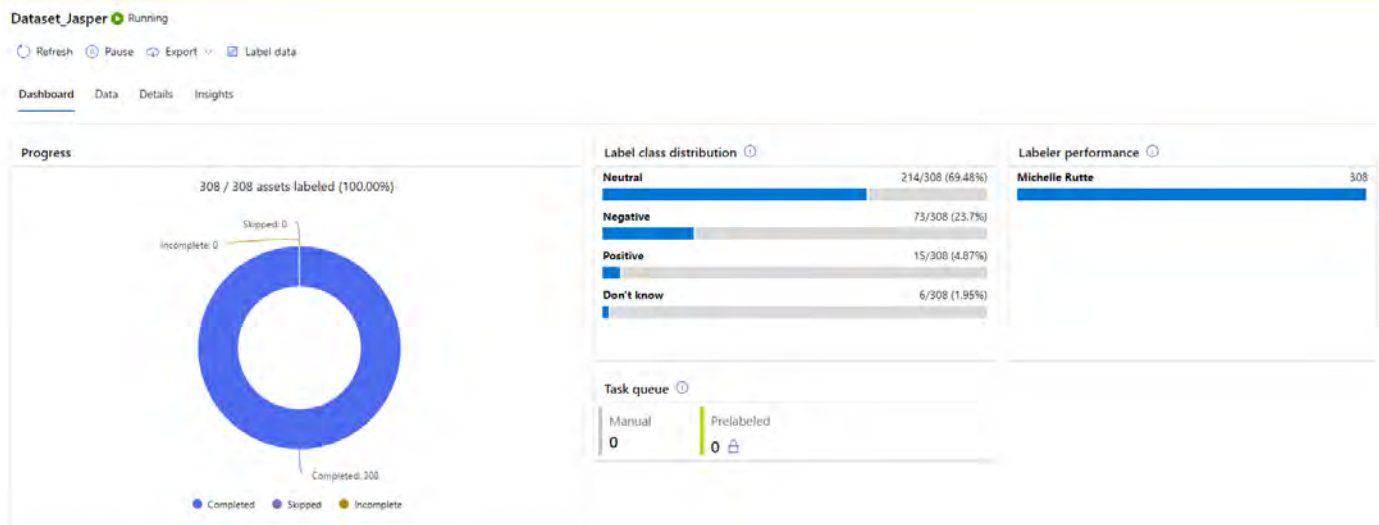 Dataset_Jasper Running
Refresh Pause Export Label data
Dashboard Data Details Insights
Progress
308 / 308 assets labeled (100.00%)
Skipped: 0
Incomplete: 0
Completed: 308
Completed Skipped Incomplete
Label class distribution
Neutral 214/308 (69.48%)
Negative 73/308 (23.7%)
Positive 15/308 (4.87%)
Don't know 6/308 (1.95%)
Labeler performance
Michelle Rutte 308
Task queue
Manual Prelabeled
0 0